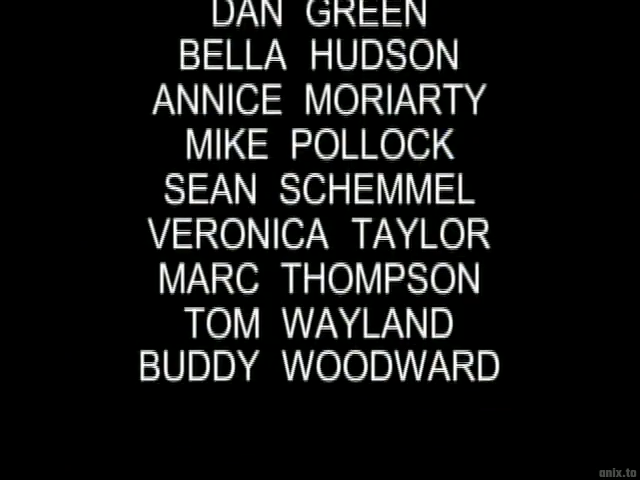 DAN GREEN
BELLA HUDSON
ANNICE MORIARTY
MIKE POLLOCK
SEAN SCHEMMEL
VERONICA TAYLOR
MARC THOMPSON
TOM WAYLAND
BUDDY WOODWARD
anix.to